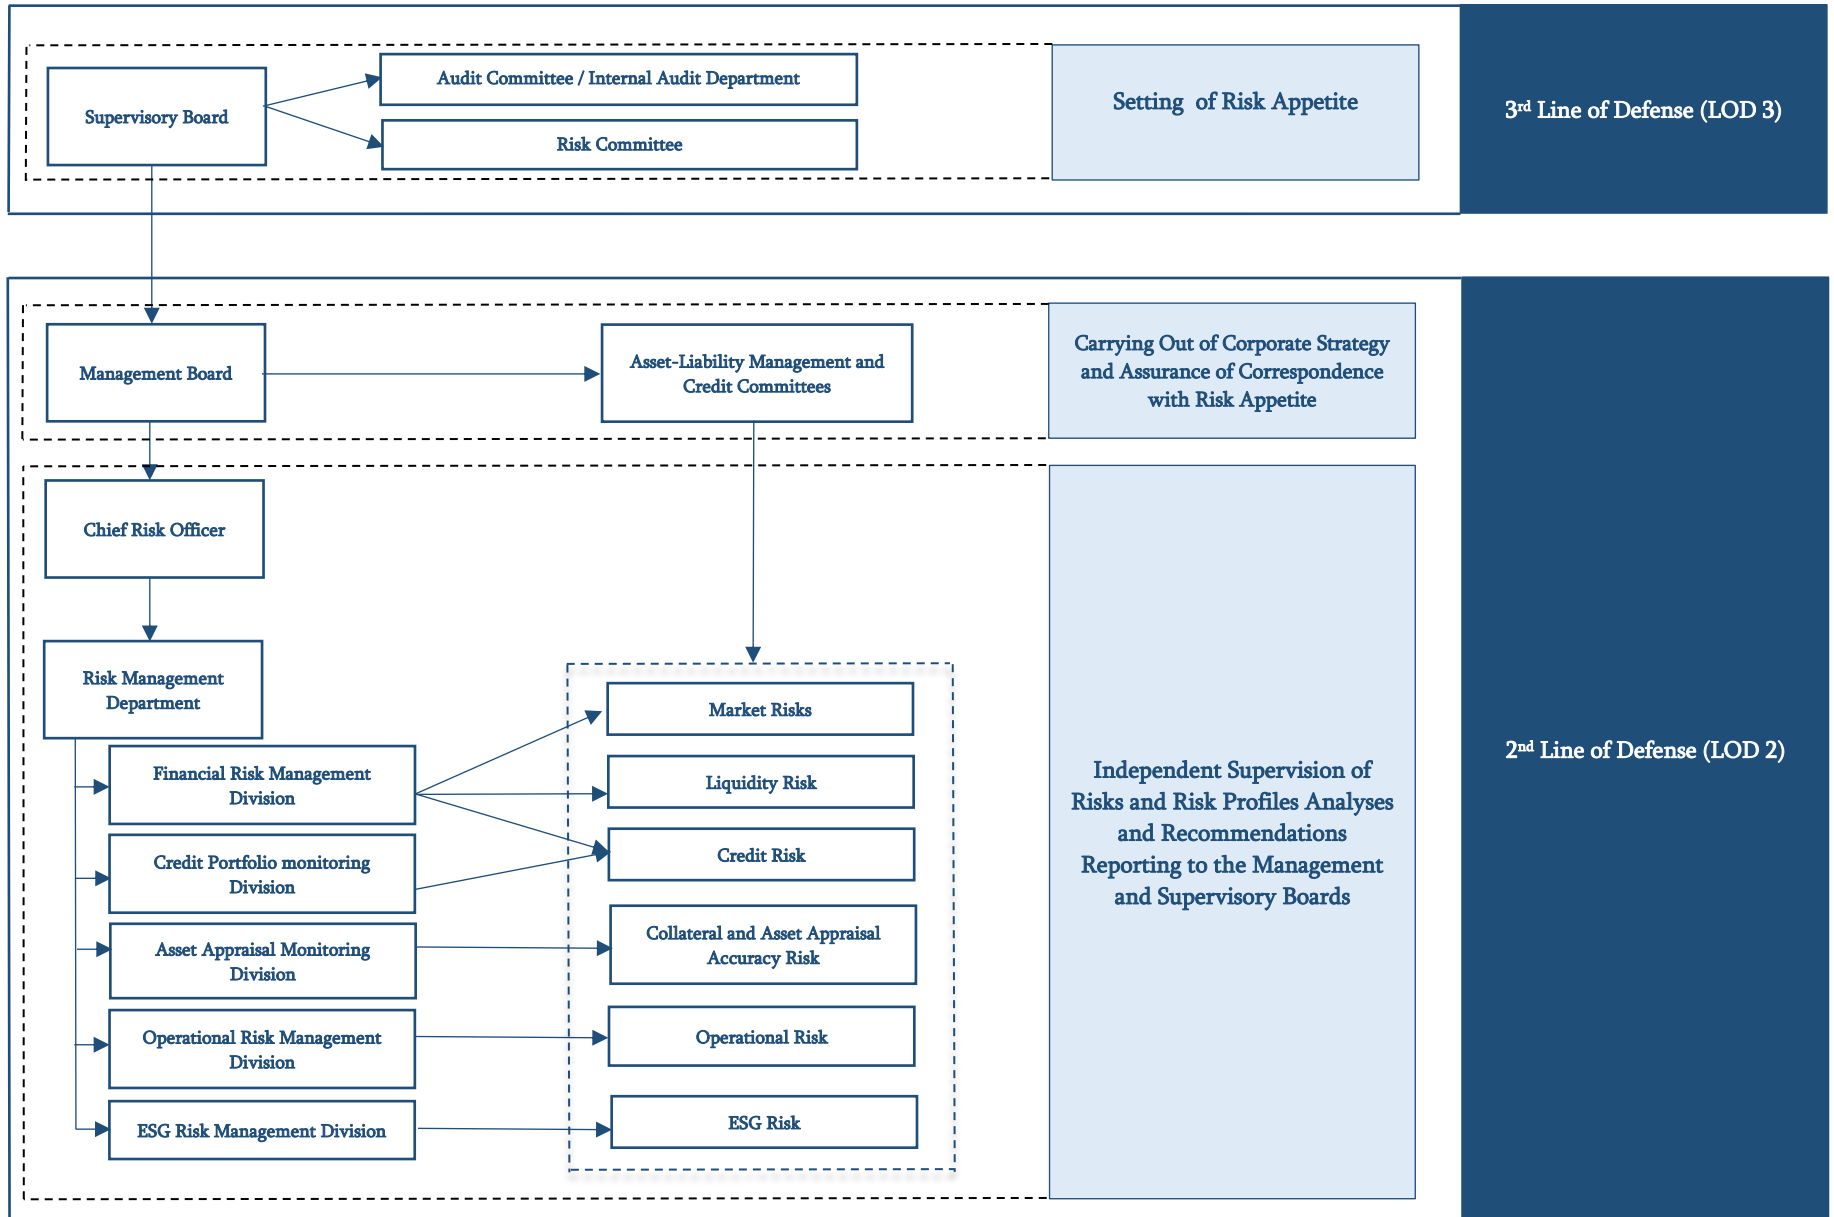 Supervisory Board
Audit Committee / Internal Audit Department
Risk Committee
Setting of Risk Appetite
3rd Line of Defense (LOD 3)
Management Board
Asset-Liability Management and
Credit Committees
Carrying Out of Corporate Strategy
and Assurance of Correspondence
with Risk Appetite
Chief Risk Officer
Risk Management
Department
Financial Risk Management
Division
Credit Portfolio monitoring
Division
Asset Appraisal Monitoring
Division
Operational Risk Management
Division
ESG Risk Management Division
Market Risks
Liquidity Risk
Credit Risk
Collateral and Asset Appraisal
Accuracy Risk
Operational Risk
ESG Risk
Independent Supervision of
Risks and Risk Profiles Analyses
and Recommendations
Reporting to the Management
and Supervisory Boards
2nd Line of Defense (LOD 2)